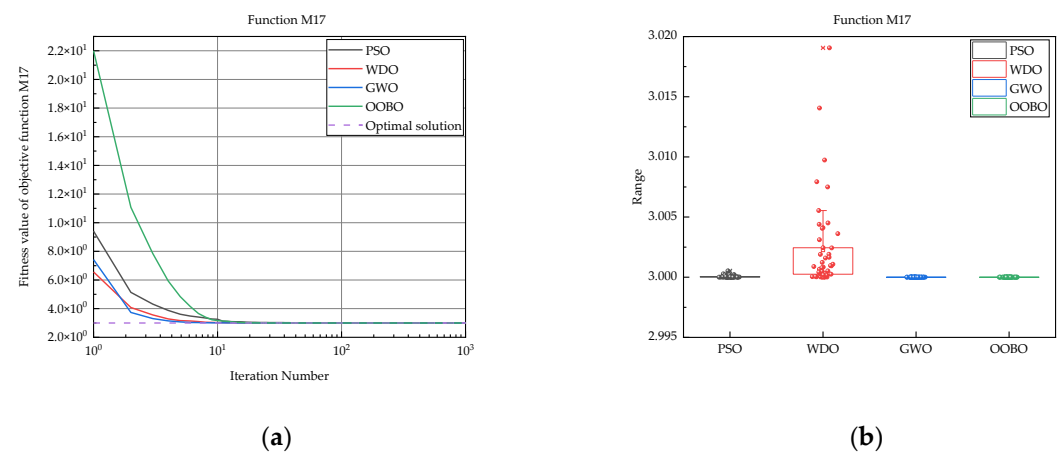 Function M17
2.2×10¹
2.0×10¹
1.8×10¹
1.6×10¹
1.4×10¹
1.2×10¹
1.0×10¹
8.0×10⁰
6.0×10⁰
4.0×10⁰
2.0×10⁰
Fitness value of objective function M17
PSO
WDO
GWO
OOBO
Optimal solution
10⁰ 10¹ 10² 10³
Iteration Number
(a)
Function M17
3.020
3.015
3.010
3.005
3.000
2.995
Range
PSO
WDO
GWO
OOBO
PSO WDO GWO OOBO
(b)